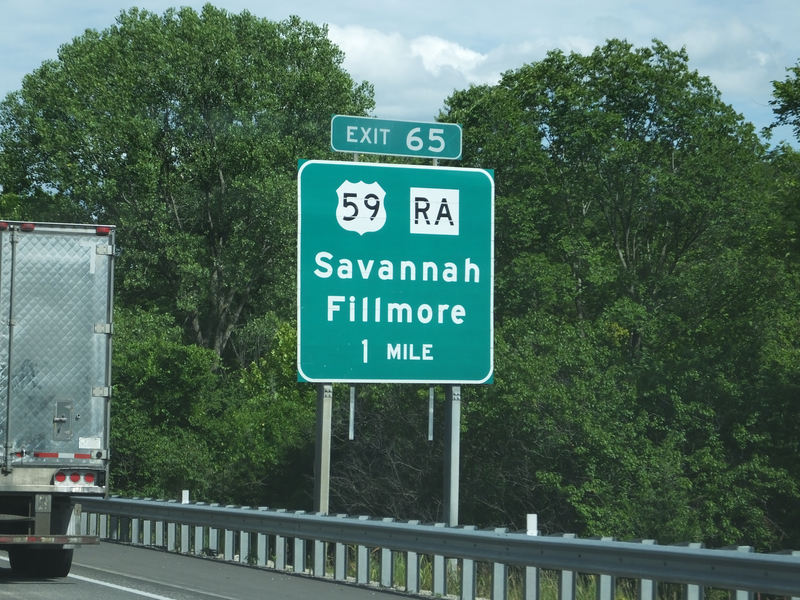 EXIT 65
59 RA
Savannah
Fillmore
1 MILE